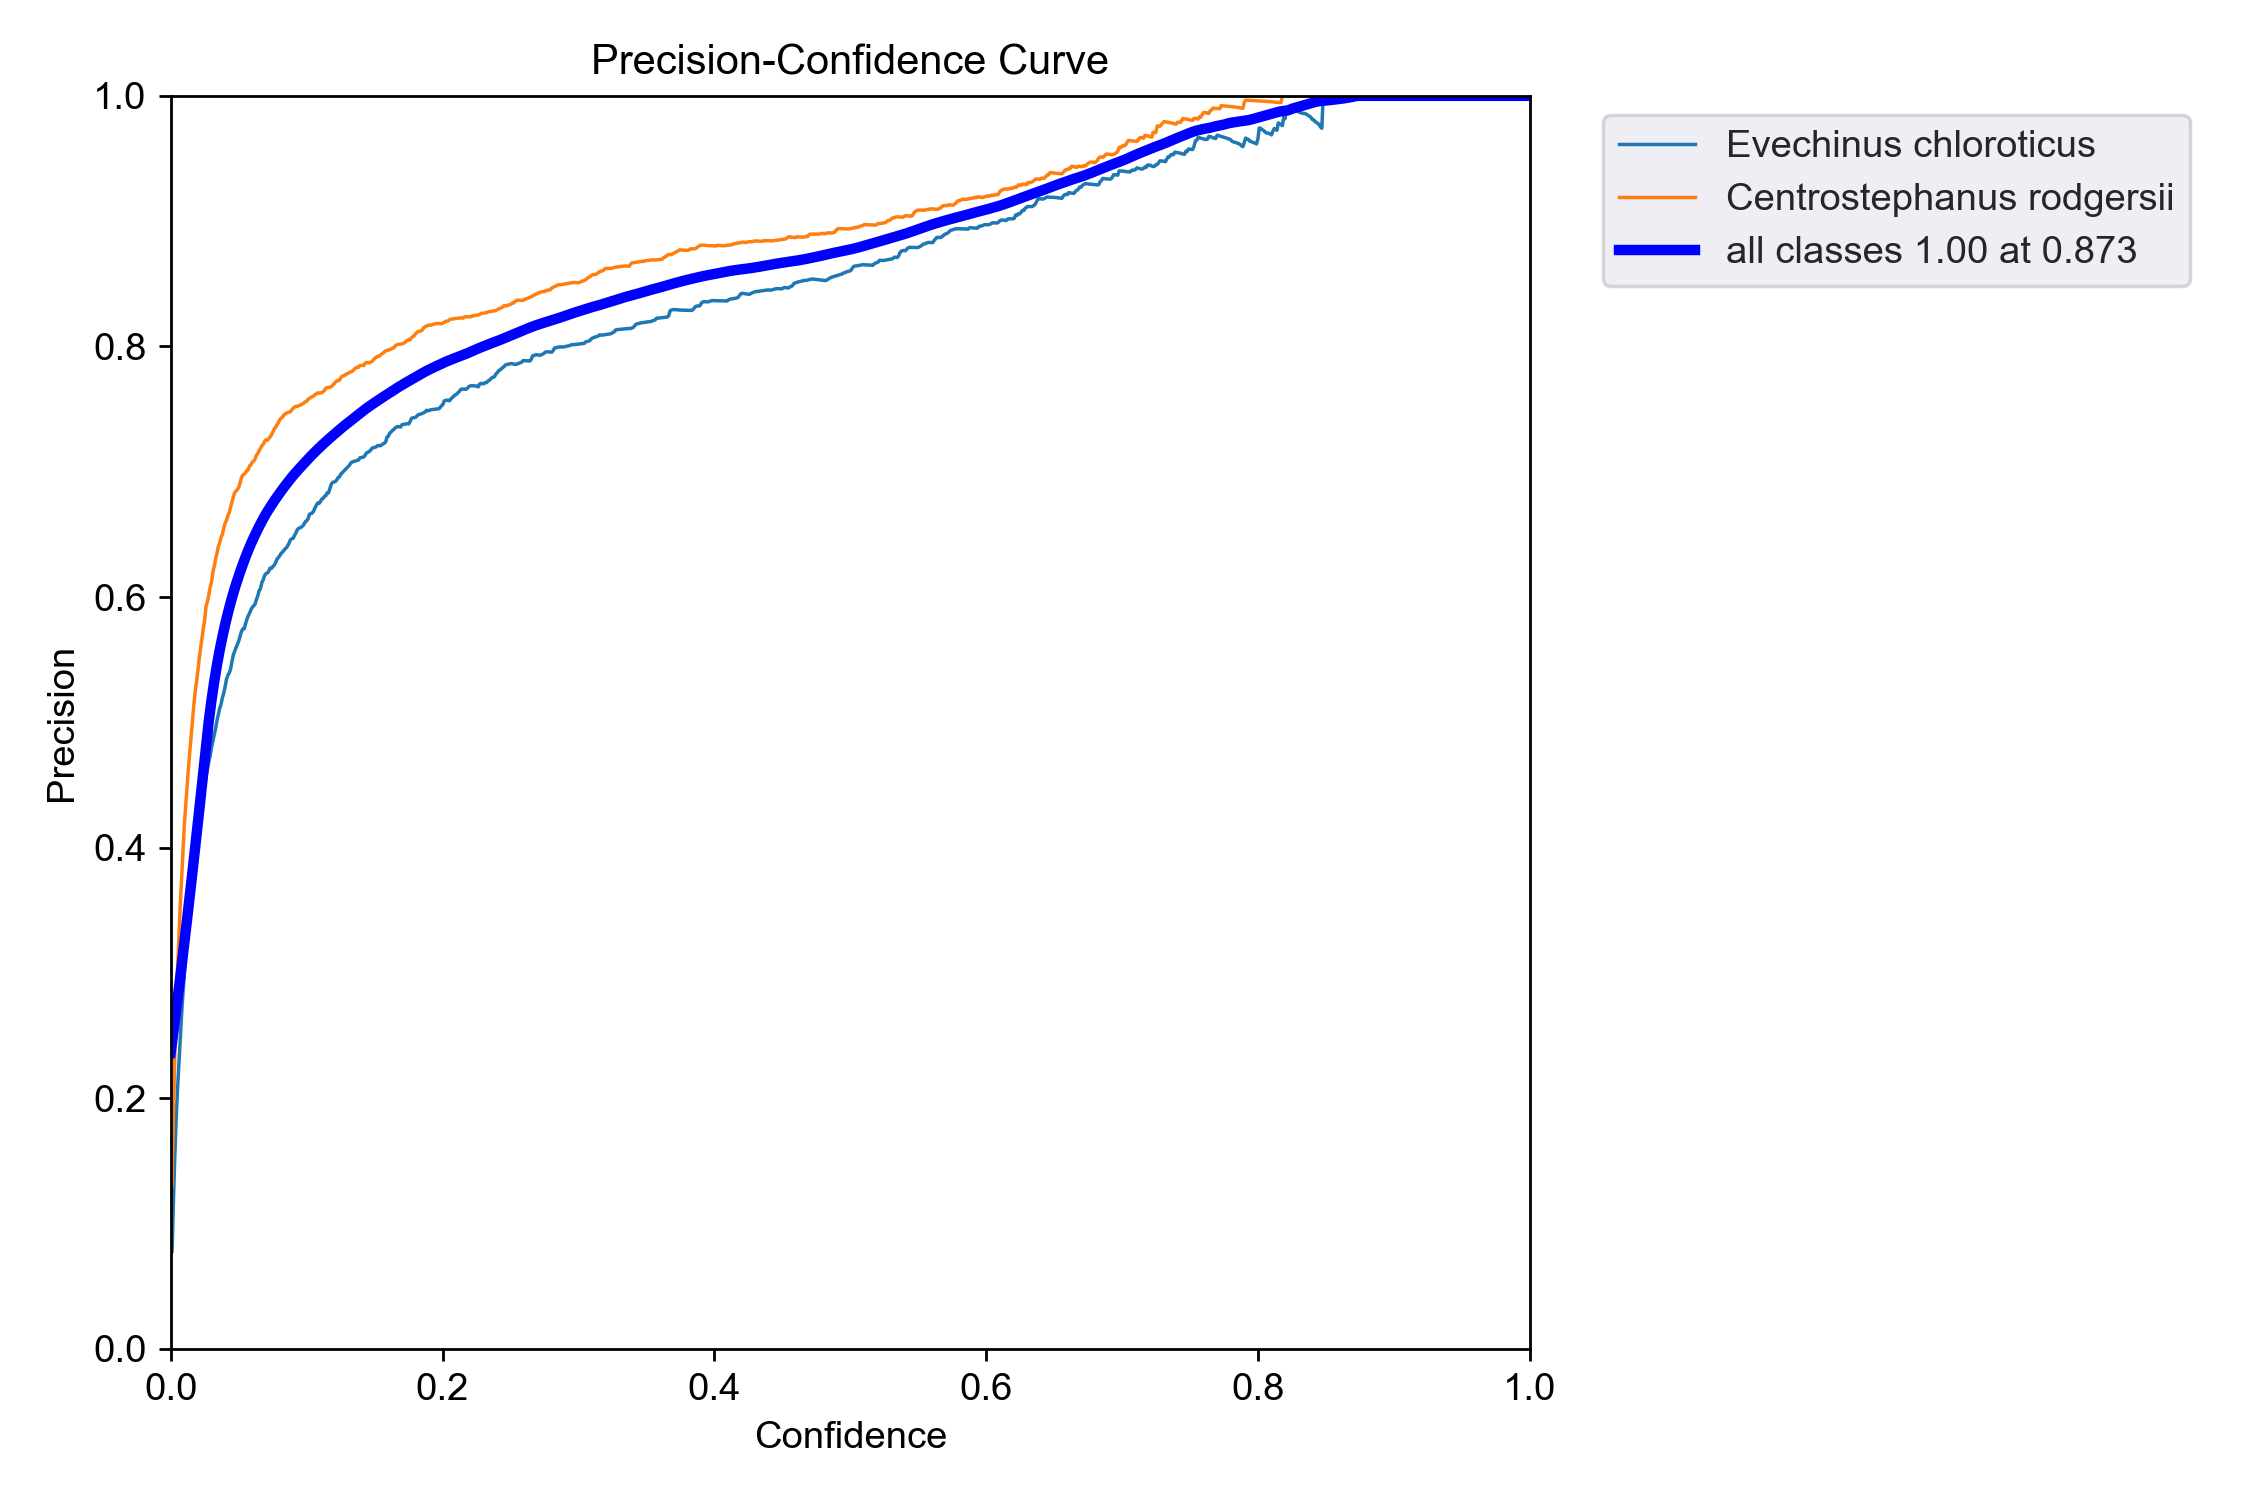 Precision-Confidence Curve
1.0
0.8
0.6
0.4
0.2
0.0
Precision
0.0 0.2 0.4 0.6 0.8 1.0
Confidence
Evechinus chloroticus
Centrostephanus rodgersii
all classes 1.00 at 0.873